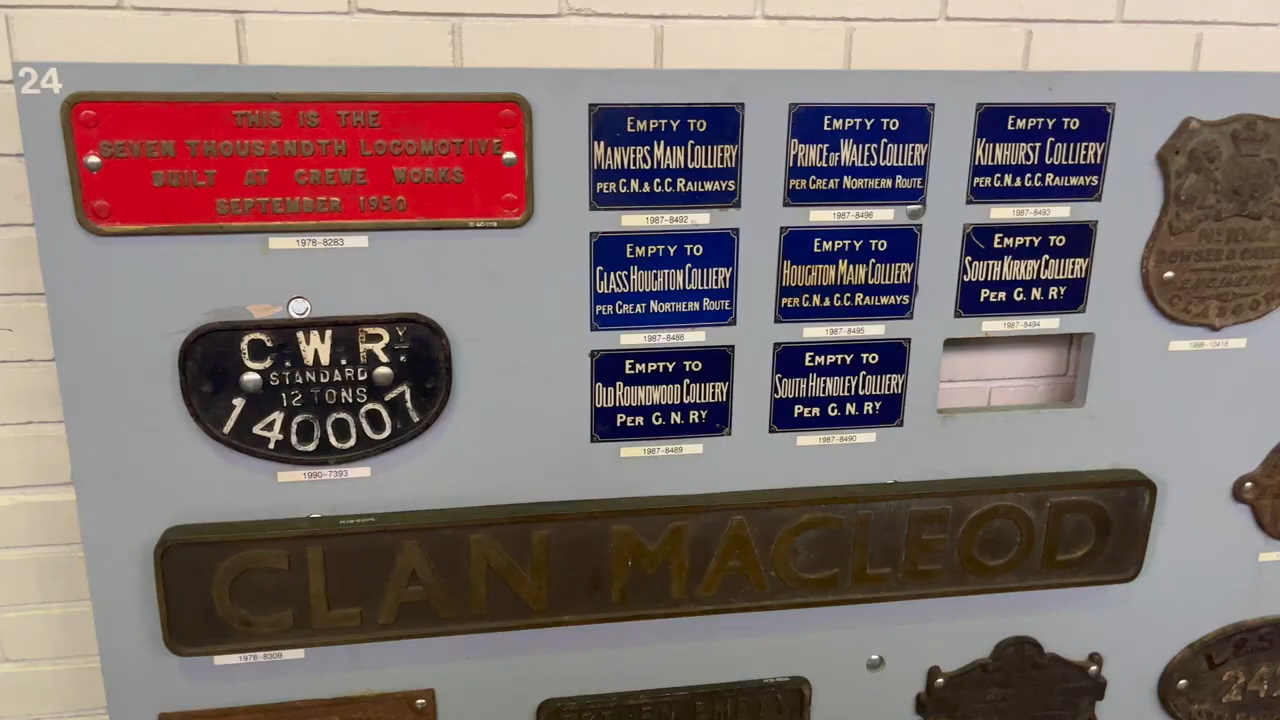 24
THIS IS THE
SEVEN THOUSANDTH LOCOMOTIVE
BUILT AT CREWE WORKS
SEPTEMBER 1950
1978-8283
C.W.RY
STANDARD
12 TONS
140007
1990-7393
EMPTY TO
MANVERS MAIN COLLIERY
PER G.N. & G.C. RAILWAYS
1987-8492
EMPTY TO
PRINCE OF WALES COLLIERY
PER GREAT NORTHERN ROUTE.
1987-8496
EMPTY TO
KILNHURST COLLIERY
PER G.N. & G.C. RAILWAYS
1987-8493
EMPTY TO
GLASS HOUGHTON COLLIERY
PER GREAT NORTHERN ROUTE.
1987-8486
EMPTY TO
HOUGHTON MAIN COLLIERY
PER G.N. & G.C. RAILWAYS
1987-8495
EMPTY TO
SOUTH KIRKBY COLLIERY
PER G. N. RY
1987-8494
EMPTY TO
OLD ROUNDWOOD COLLIERY
PER G. N. RY
1987-8489
EMPTY TO
SOUTH HIENDLEY COLLIERY
PER G. N. RY
1987-8490
1998-10418
CLAN MACLEOD
1978-8309